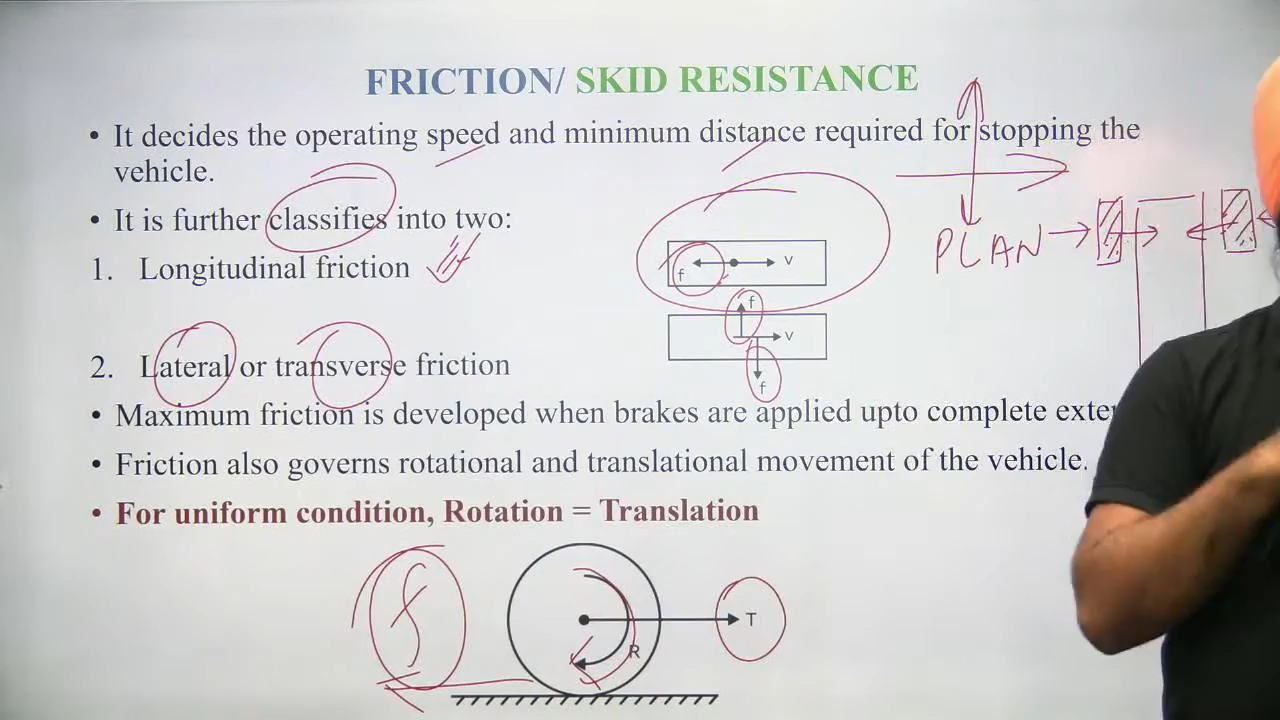 FRICTION/ SKID RESISTANCE
• It decides the operating speed and minimum distance required for stopping the
vehicle.
• It is further classifies into two:
1. Longitudinal friction
f
v
PLAN
f
v
f
2. Lateral or transverse friction
• Maximum friction is developed when brakes are applied upto complete exte
• Friction also governs rotational and translational movement of the vehicle.
• For uniform condition, Rotation = Translation
f
T
R